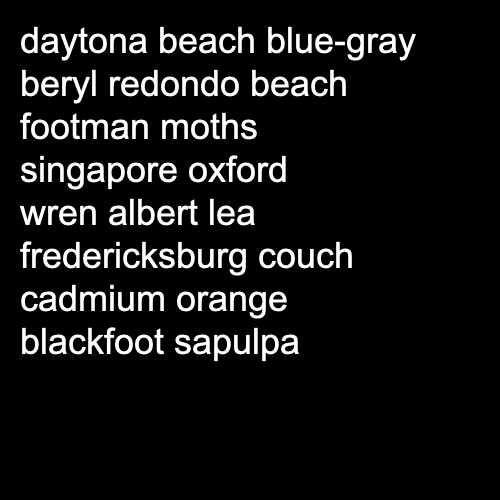 daytona beach blue-gray
beryl redondo beach
footman moths
singapore oxford
wren albert lea
fredericksburg couch
cadmium orange
blackfoot sapulpa